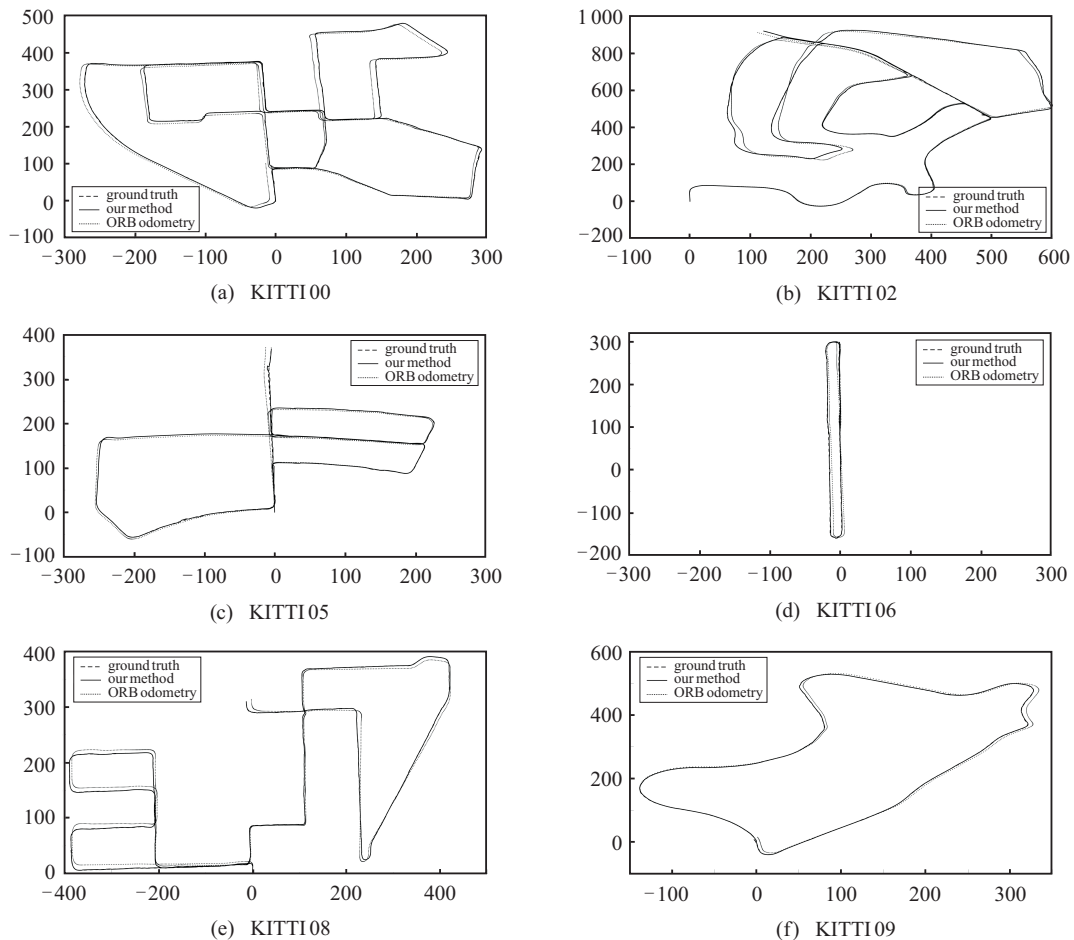 500
400
300
200
100
0
−100
ground truth
our method
ORB odometry
−300 −200 −100 0 100 200 300
(a) KITTI 00
1 000
800
600
400
200
0
−200
ground truth
our method
ORB odometry
−100 0 100 200 300 400 500 600
(b) KITTI 02
400
300
200
100
0
−100
ground truth
our method
ORB odometry
−300 −200 −100 0 100 200 300
(c) KITTI 05
300
200
100
0
−100
−200
ground truth
our method
ORB odometry
−300 −200 −100 0 100 200 300
(d) KITTI 06
400
300
200
100
0
ground truth
our method
ORB odometry
−400 −200 0 200 400
(e) KITTI 08
600
400
200
0
ground truth
our method
ORB odometry
−100 0 100 200 300
(f) KITTI 09